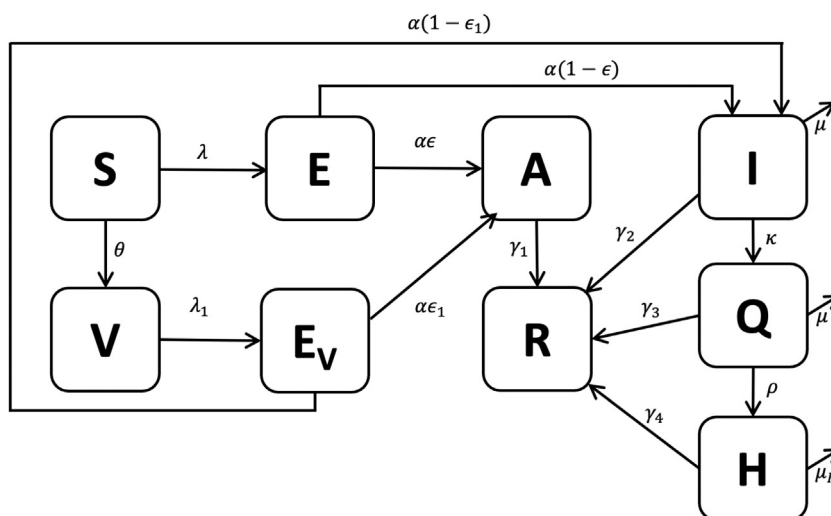 α(1 − ϵ₁)
α(1 − ϵ)
μ
S
λ
E
αϵ
A
I
θ
γ₁
γ₂
κ
V
λ₁
E_V
αϵ₁
R
γ₃
Q
μ
ρ
γ₄
H